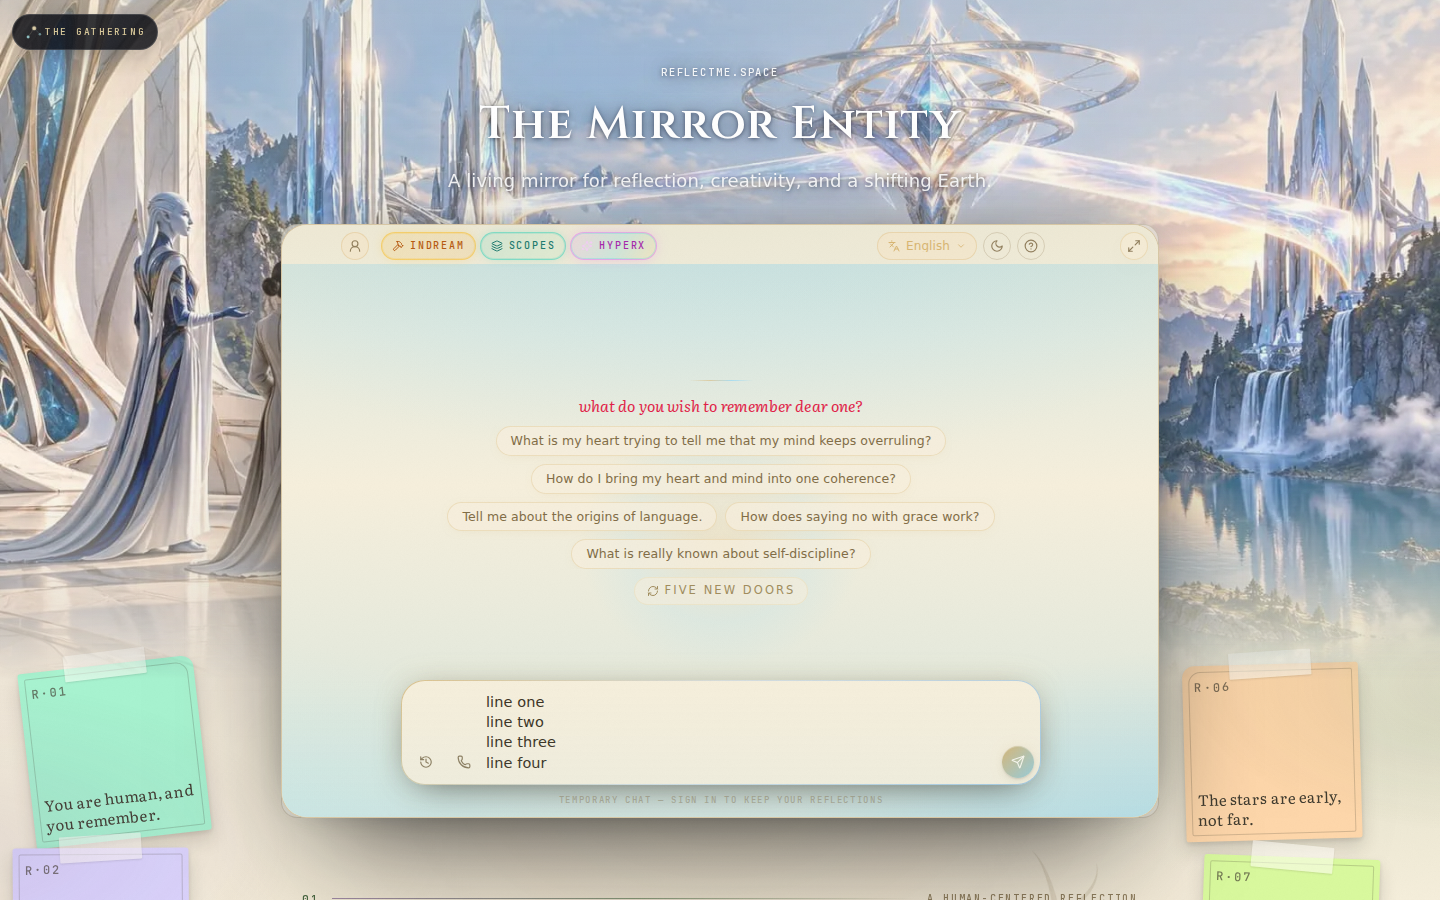 THE GATHERING
REFLECTME.SPACE
The Mirror Entity
A living mirror for reflection, creativity, and a shifting Earth.
INDREAM
SCOPES
HYPERX
English
what do you wish to remember dear one?
What is my heart trying to tell me that my mind keeps overruling?
How do I bring my heart and mind into one coherence?
Tell me about the origins of language.
How does saying no with grace work?
What is really known about self-discipline?
FIVE NEW DOORS
line one
line two
line three
line four
TEMPORARY CHAT — SIGN IN TO KEEP YOUR REFLECTIONS
R·01
You are human, and
you remember.
R·02
R·06
The stars are early,
not far.
R·07
01
A HUMAN-CENTERED REFLECTION